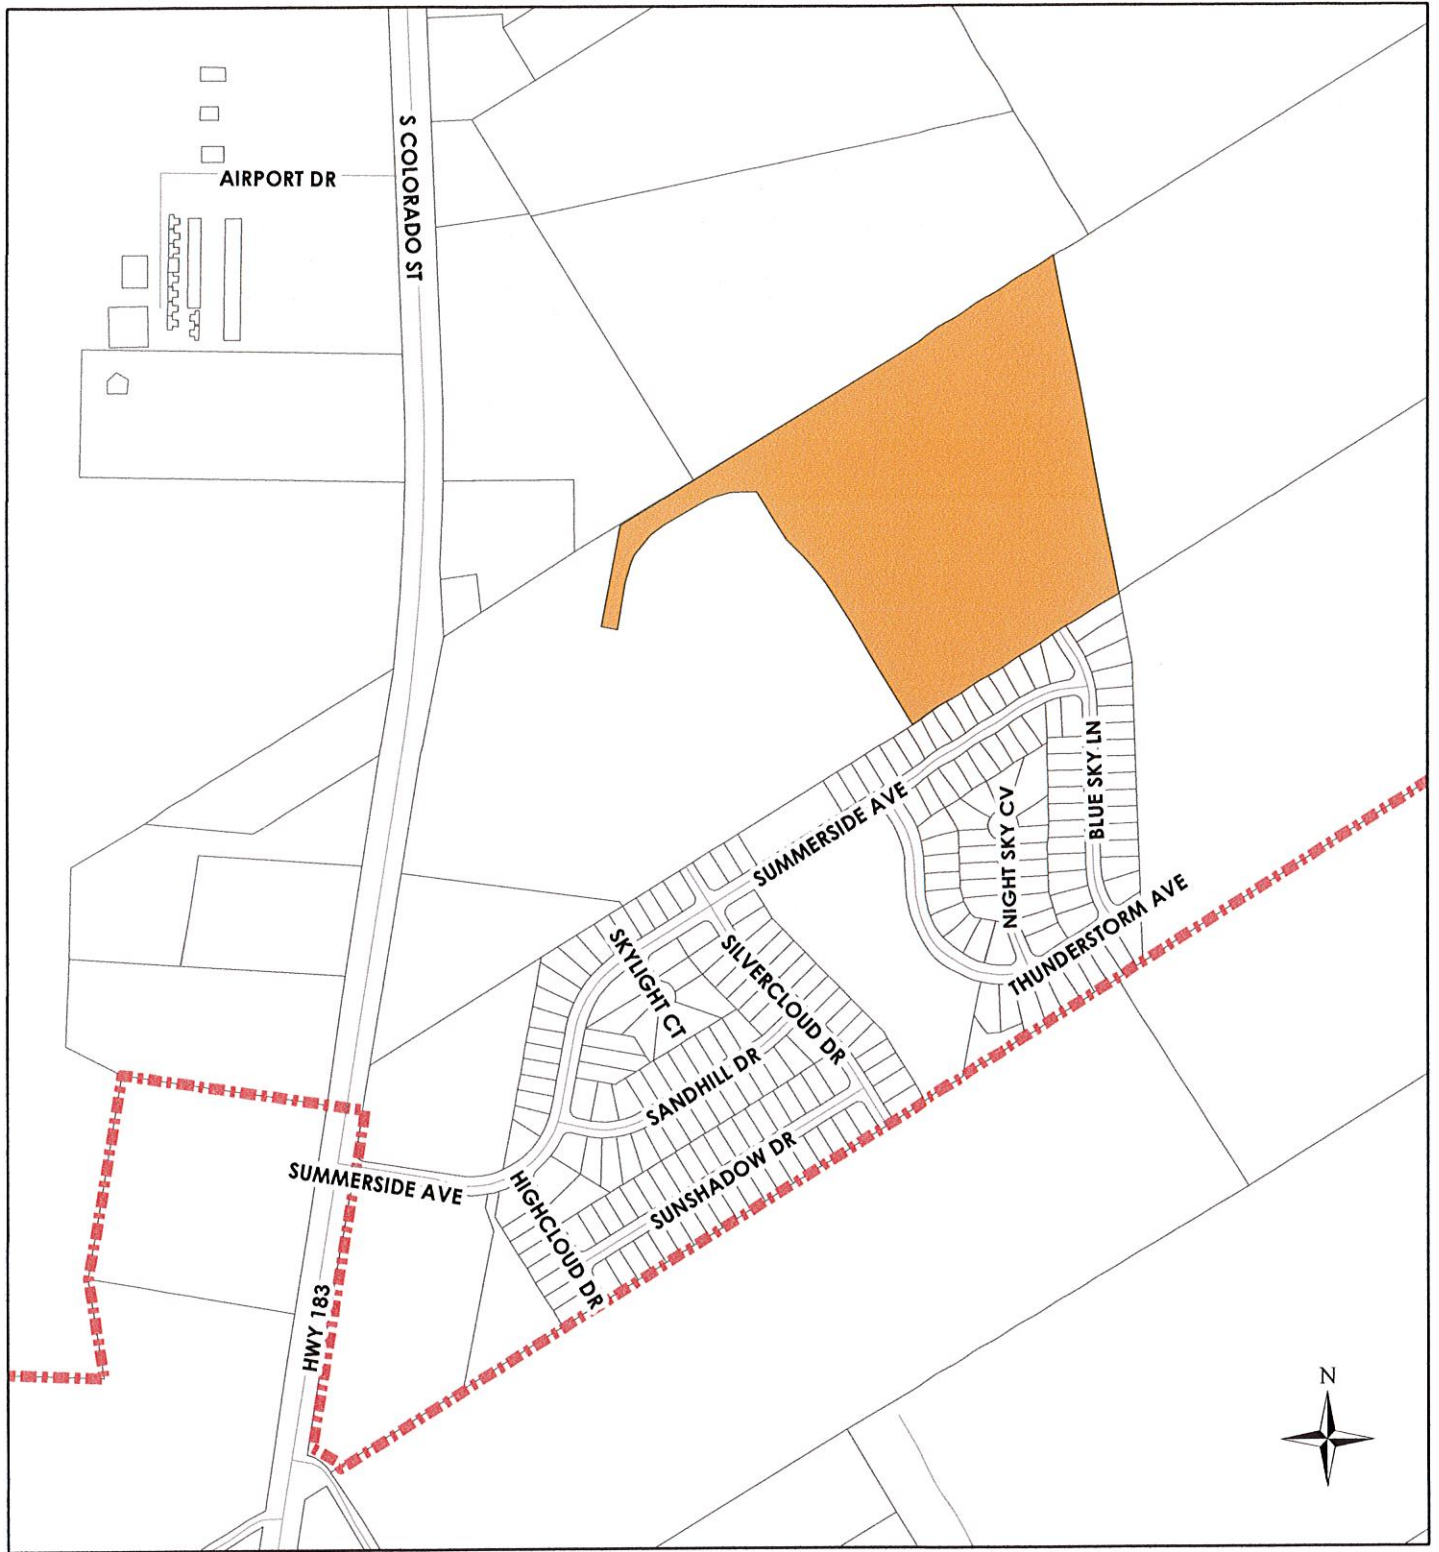 S COLORADO ST
AIRPORT DR
BLUE SKY LN
SUMMERSIDE AVE
NIGHT SKY CV
THUNDERSTORM AVE
SKYLIGHT CT
SILVERCLOUD DR
SANDHILL DR
SUNSHADOW DR
SUMMERSIDE AVE
HIGHCLOUD DR
HWY 183
N